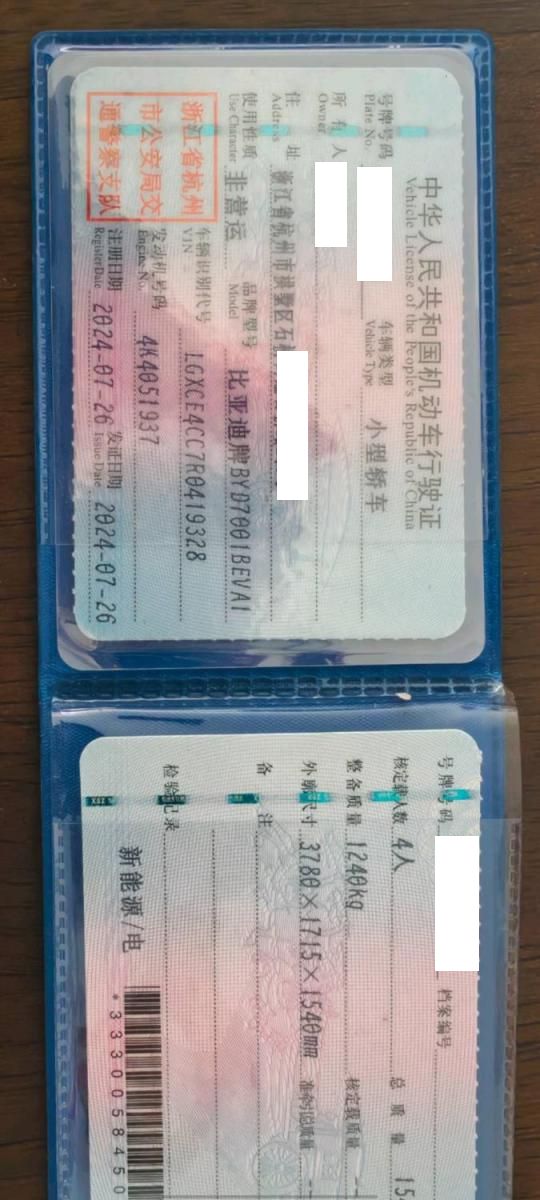 中华人民共和国机动车行驶证
Vehicle License of the People's Republic of China
号牌号码 车辆类型 小型轿车
Plate No. Vehicle Type
所有人
Owner
住址 浙江省杭州市拱墅区石
Address
使用性质 非营运 品牌型号 比亚迪牌BYD7001BEVA1
Use Character Model
浙江省杭州
市公安局交
通警察支队
车辆识别代号 LGXCE4CC7R0419328
VIN
发动机号码 4K4051937
Engine No.
注册日期 2024-07-26 发证日期 2024-07-26
Register Date Issue Date
号牌号码 档案编号
核定载人数 4人 总质量 15
整备质量 1240kg 核定载质量 --
外廓尺寸 3780×1715×1540mm 准牵引总质量 --
备注
检验记录
新能源/电
*3330058450